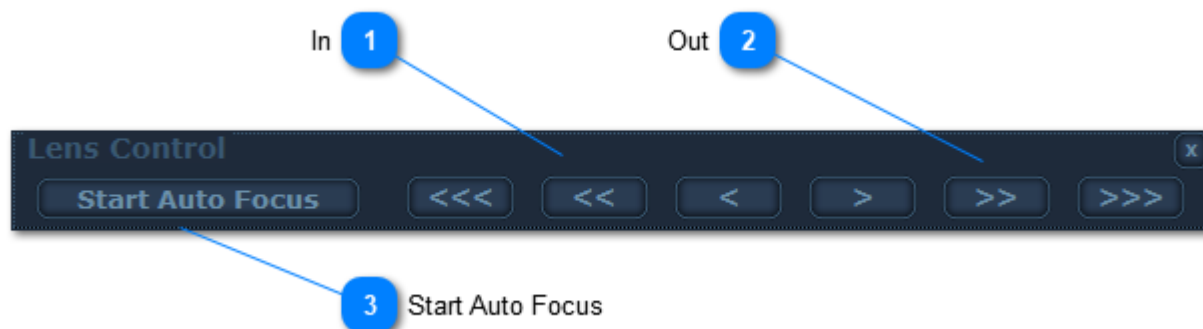 In 1 Out 2
Lens Control x
Start Auto Focus <<< << < > >> >>>
3 Start Auto Focus